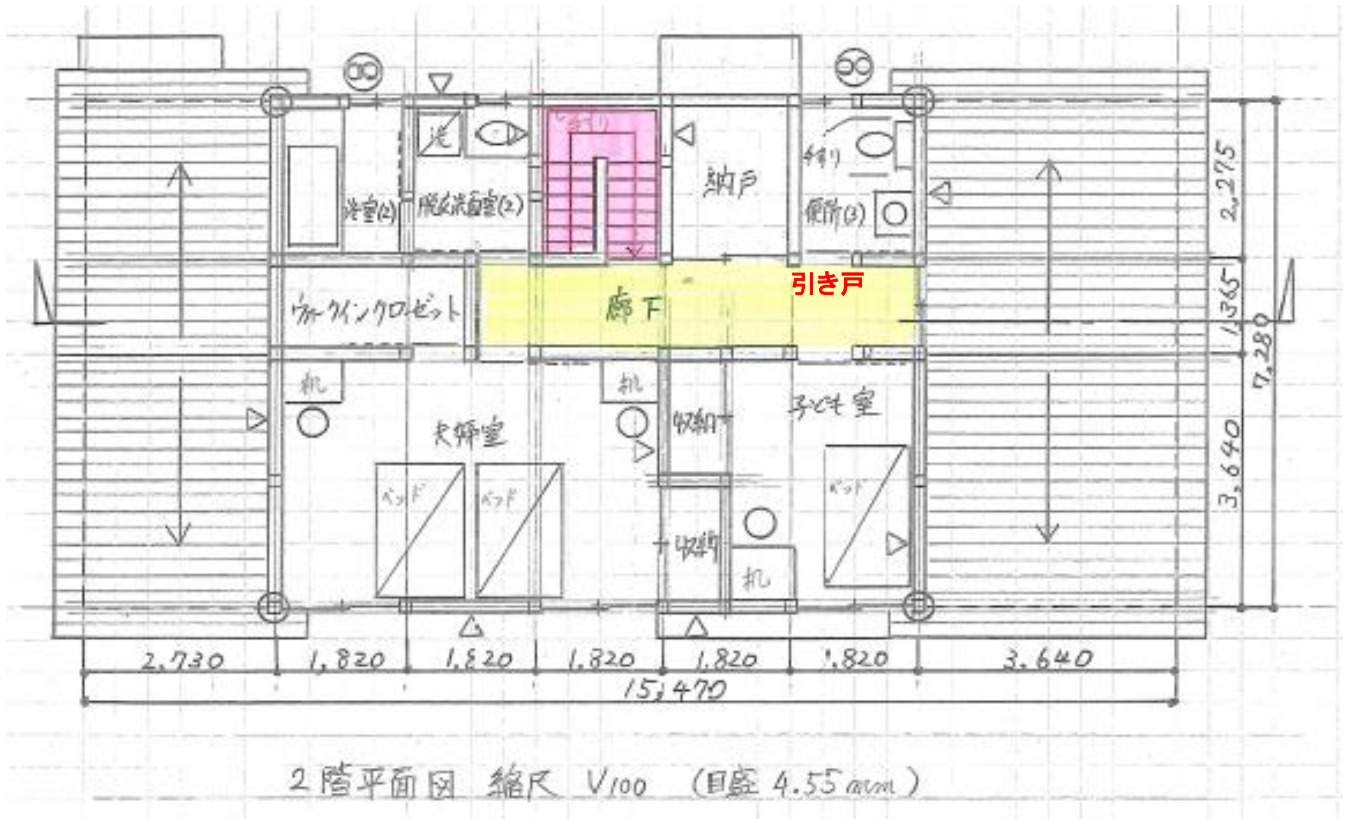 手すり
洗
浴室(2)
脱衣洗面室(2)
納戸
手すり
便所(3)
2,275
ウォークインクロゼット
廊下
引き戸
1,365
7,280
机
机
夫婦室
収納
子ども室
3,640
ベッド
ベッド
ベッド
収納
机
2,730
1,820
1,820
1,820
1,820
1,820
3,640
15,470
2階平面図 縮尺 1/100 (目盛 4.55mm)